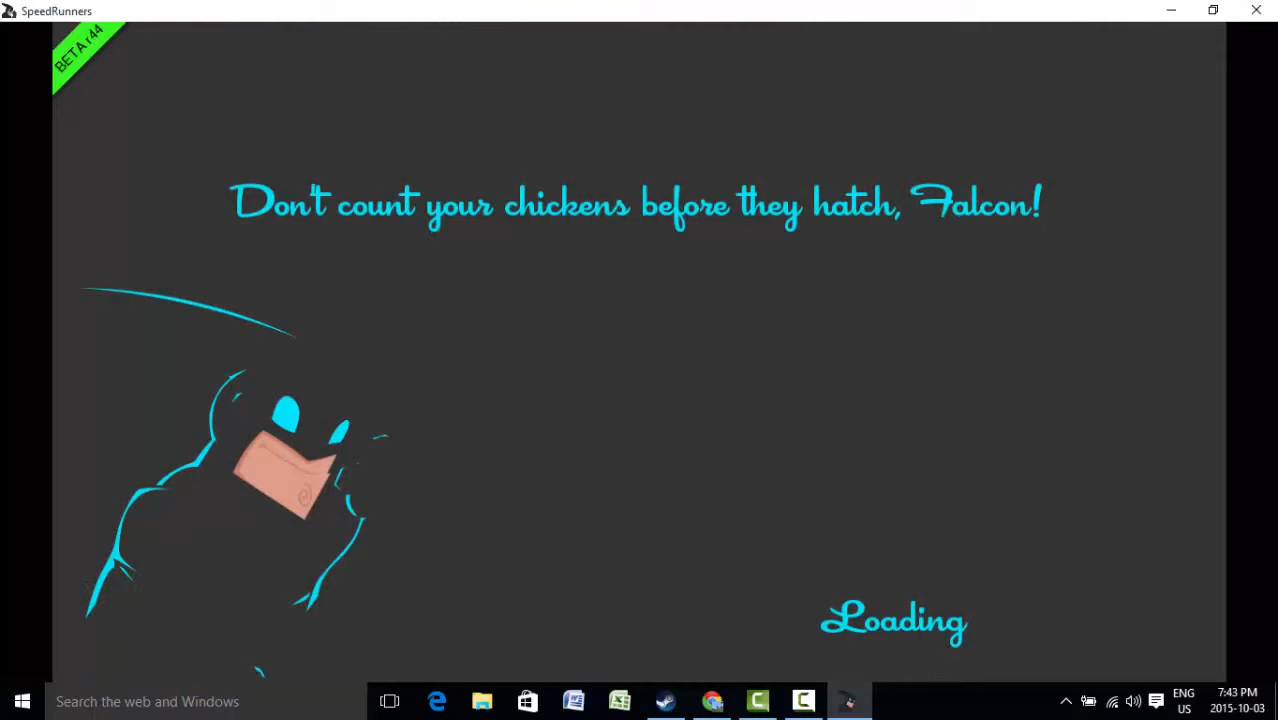 SpeedRunners
BETA r44
Don't count your chickens before they hatch, Falcon!
Loading
Search the web and Windows
ENG
US
7:43 PM
2015-10-03